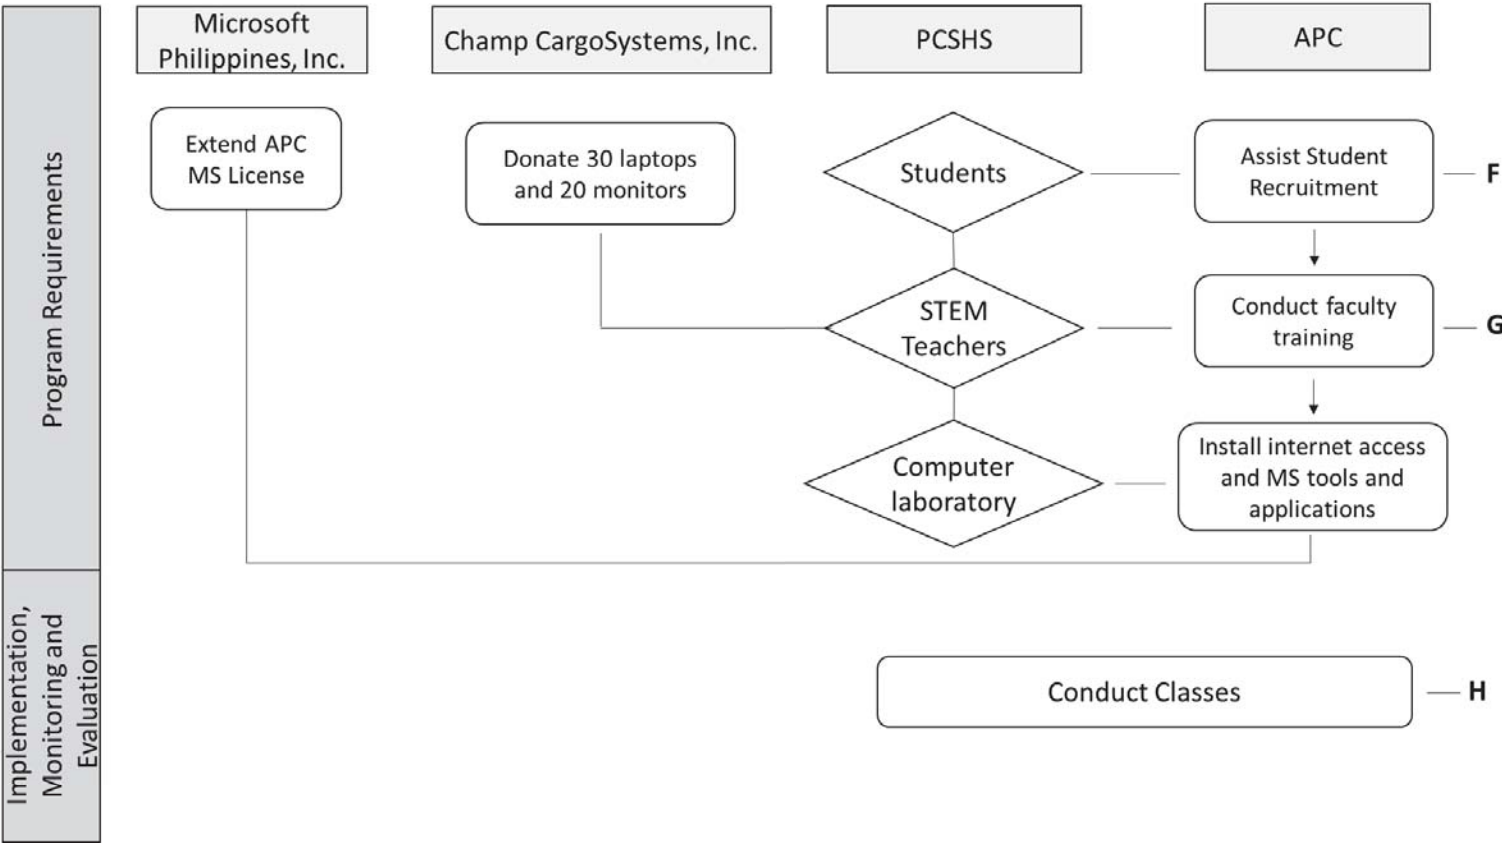 Microsoft
Philippines, Inc.
Champ CargoSystems, Inc.
PCSHS
APC
Program Requirements
Extend APC
MS License
Donate 30 laptops
and 20 monitors
Students
Assist Student
Recruitment
F
STEM
Teachers
Conduct faculty
training
G
Computer
laboratory
Install internet access
and MS tools and
applications
Implementation,
Monitoring and
Evaluation
Conduct Classes
H